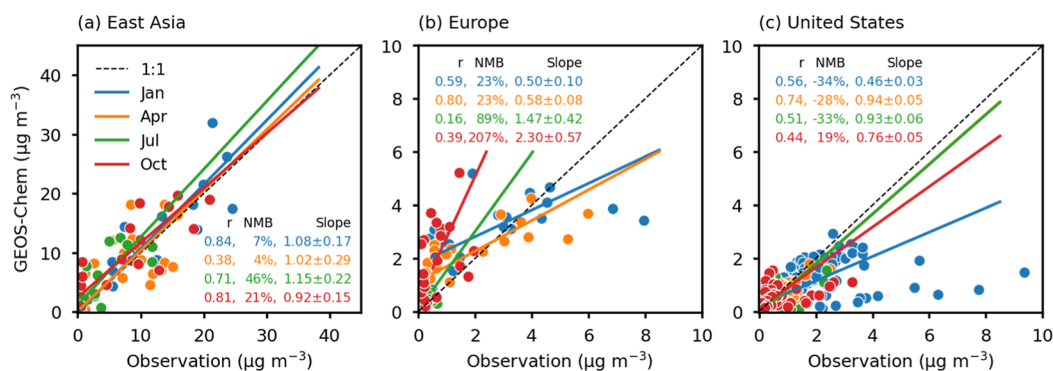 (a) East Asia
(b) Europe
(c) United States
GEOS-Chem (μg m⁻³)
40
30
20
10
0
1:1
Jan
Apr
Jul
Oct
r NMB Slope
0.84, 7%, 1.08±0.17
0.38, 4%, 1.02±0.29
0.71, 46%, 1.15±0.22
0.81, 21%, 0.92±0.15
0 10 20 30 40
Observation (μg m⁻³)
10
8
6
4
2
0
r NMB Slope
0.59, 23%, 0.50±0.10
0.80, 23%, 0.58±0.08
0.16, 89%, 1.47±0.42
0.39, 207%, 2.30±0.57
0 2 4 6 8 10
Observation (μg m⁻³)
10
8
6
4
2
0
r NMB Slope
0.56, -34%, 0.46±0.03
0.74, -28%, 0.94±0.05
0.51, -33%, 0.93±0.06
0.44, 19%, 0.76±0.05
0 2 4 6 8 10
Observation (μg m⁻³)